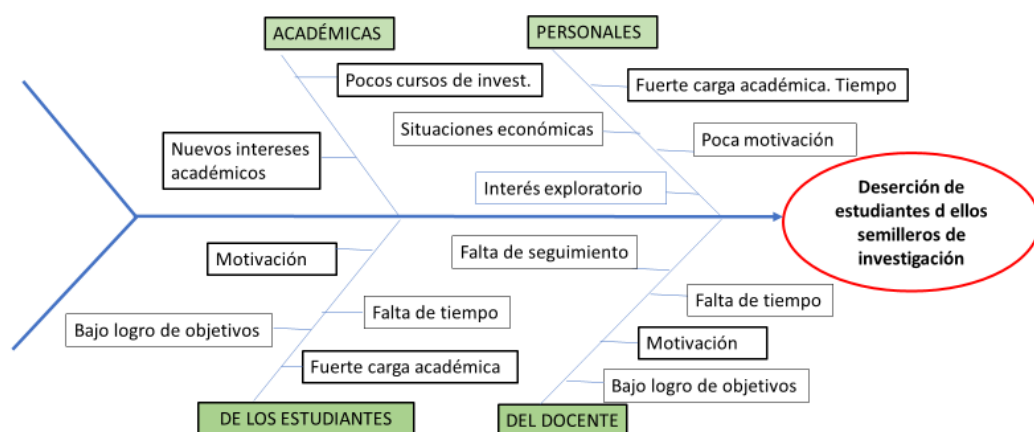 ACADÉMICAS
PERSONALES
Pocos cursos de invest.
Fuerte carga académica. Tiempo
Situaciones económicas
Poca motivación
Nuevos intereses
académicos
Interés exploratorio
Deserción de
estudiantes d ellos
semilleros de
investigación
Motivación
Falta de seguimiento
Falta de tiempo
Bajo logro de objetivos
Falta de tiempo
Motivación
Fuerte carga académica
Bajo logro de objetivos
DE LOS ESTUDIANTES
DEL DOCENTE